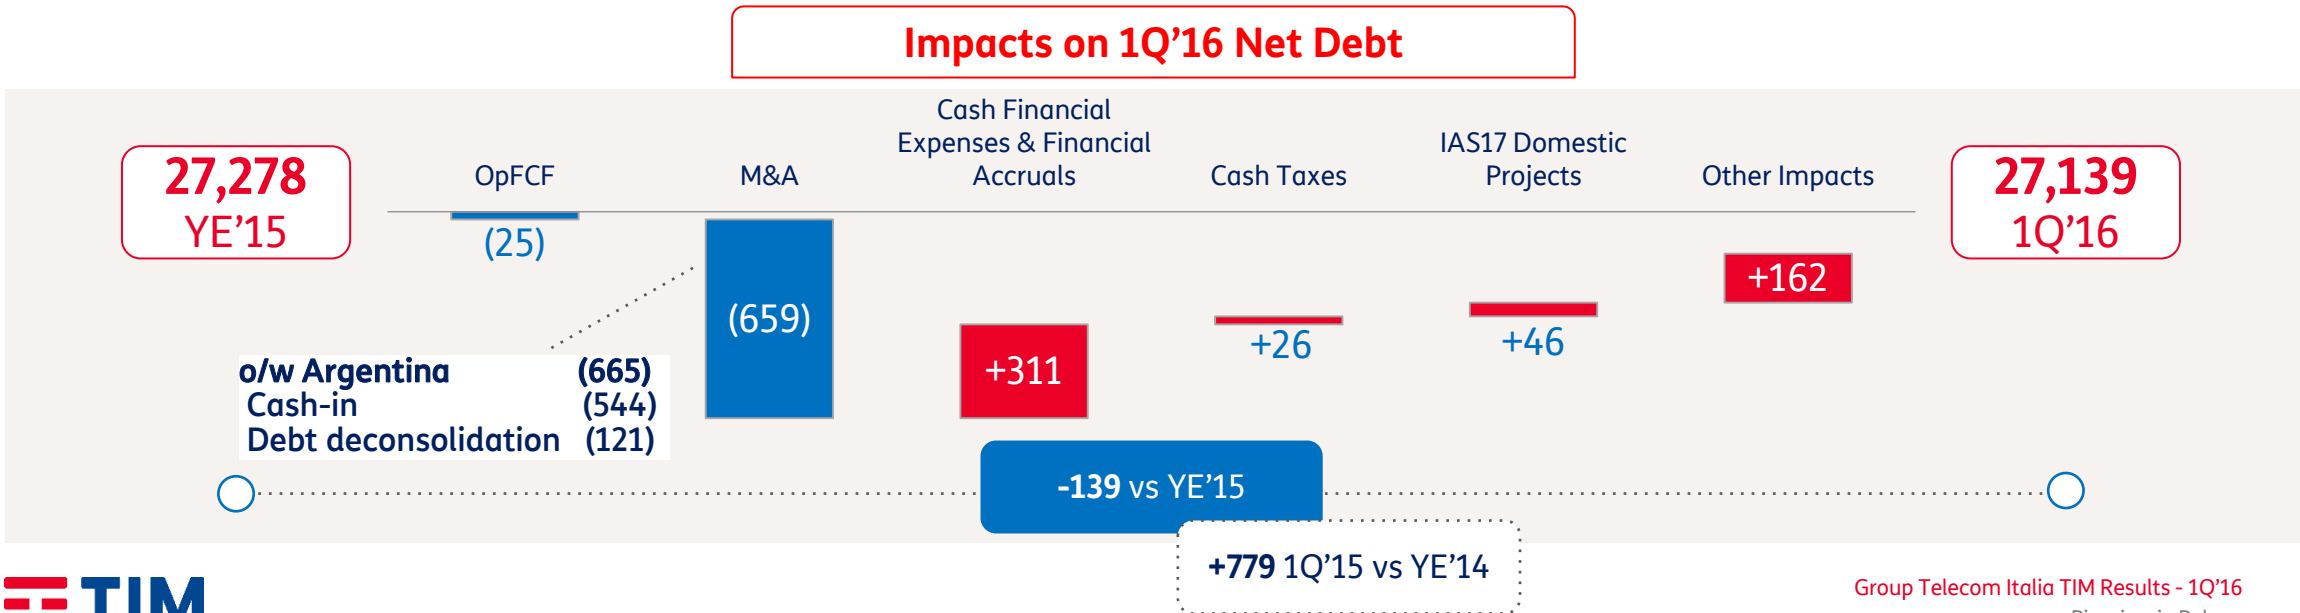 Impacts on 1Q’16 Net Debt
27,278
YE’15
OpFCF
M&A
Cash Financial
Expenses & Financial
Accruals
Cash Taxes
IAS17 Domestic
Projects
Other Impacts
27,139
1Q’16
(25)
(659)
+311
+26
+46
+162
o/w Argentina (665)
Cash-in (544)
Debt deconsolidation (121)
-139 vs YE’15
+779 1Q’15 vs YE’14
TIM
Group Telecom Italia TIM Results - 1Q’16